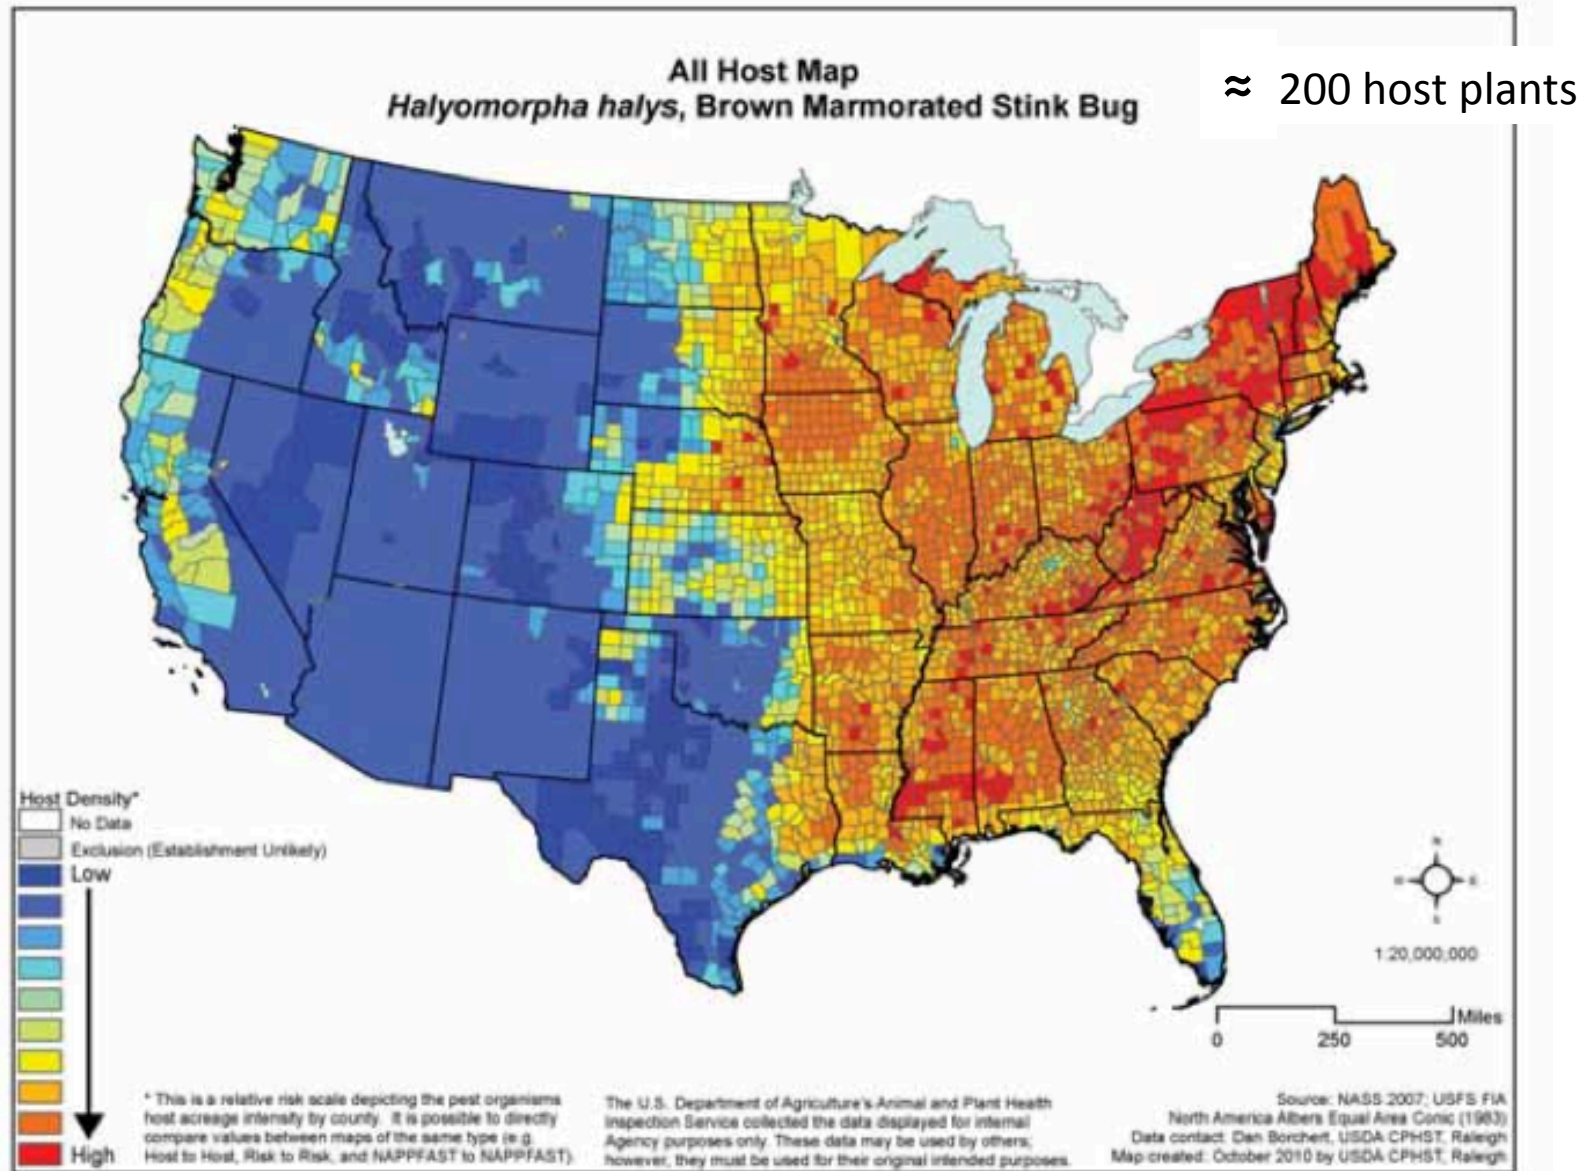 All Host Map
Halyomorpha halys, Brown Marmorated Stink Bug
≈ 200 host plants
Host Density*
No Data
Exclusion (Establishment Unlikely)
Low
High
N
S
1:20,000,000
Miles
0 250 500
* This is a relative risk scale depicting the pest organisms
host acreage intensity by county. It is possible to directly
compare values between maps of the same type (e.g.
Host to Host, Risk to Risk, and NAPPFAST to NAPPFAST).
The U.S. Department of Agriculture's Animal and Plant Health
Inspection Service collected the data displayed for internal
Agency purposes only. These data may be used by others;
however, they must be used for their original intended purposes.
Source: NASS 2007; USFS FIA
North America Albers Equal Area Conic (1983)
Data contact: Dan Borchert, USDA CPHST, Raleigh
Map created: October 2010 by USDA CPHST, Raleigh